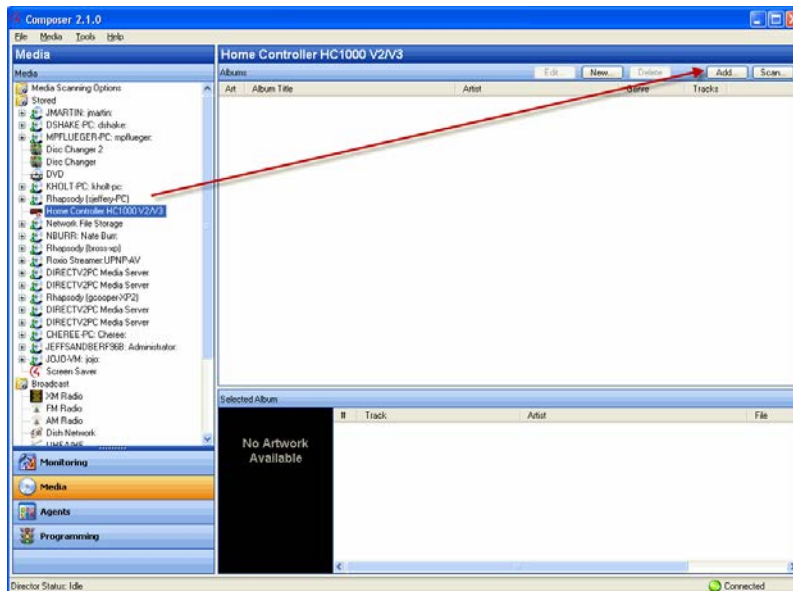 Composer 2.1.0
File Media Tools Help
Media
Home Controller HC1000 V2/V3
Media
Albums
Edit... New... Delete Add... Scan...
Art Album Title Artist Genre Tracks
Media Scanning Options
Stored
JMARTIN: jmartin:
DSHAKE-PC: dshake:
MPFLUEGER-PC: mpflueger:
Disc Changer 2
Disc Changer
DVD
KHOLT-PC: kholt-pc:
Rhapsody (sjeffery-PC)
Home Controller HC1000 V2/V3
Network File Storage
NBURR: Nate Burr:
Rhapsody (bross-xp)
Roxio Streamer:UPNP-AV
DIRECTV2PC Media Server
DIRECTV2PC Media Server
Rhapsody (gcooper-XP2)
DIRECTV2PC Media Server
DIRECTV2PC Media Server
CHEREE-PC: Cheree:
JEFFSANDBERF96B: Administrator:
JOJO-VM: jojo:
Screen Saver
Broadcast
XM Radio
FM Radio
AM Radio
Dish Network
Selected Album
# Track Artist File
No Artwork
Available
Monitoring
Media
Agents
Programming
Director Status: Idle
Connected